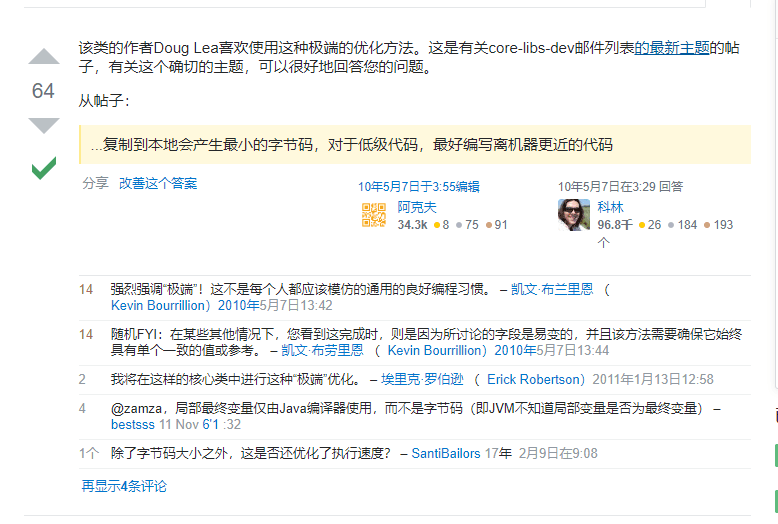 该类的作者Doug Lea喜欢使用这种极端的优化方法。这是有关core-libs-dev邮件列表的最新主题的帖
子，有关这个确切的主题，可以很好地回答您的问题。
64
从帖子：
...复制到本地会产生最小的字节码，对于低级代码，最好编写离机器更近的代码
分享 改善这个答案
10年5月7日于3:55编辑
阿克夫
34.3k 8 75 91
10年5月7日在3:29 回答
科林
96.8千 26 184 193
个
14 强烈强调“极端”！这不是每个人都应该模仿的通用的良好编程习惯。 – 凯文·布兰里恩 （
Kevin Bourrillion）2010年5月7日13:42
14 随机FYI：在某些其他情况下，您看到这完成时，则是因为所讨论的字段是易变的，并且该方法需要确保它始终
具有单个一致的值或参考。 – 凯文·布劳里恩 （ Kevin Bourrillion）2010年5月7日13:44
2 我将在这样的核心类中进行这种“极端”优化。 – 埃里克·罗伯逊 （ Erick Robertson）2011年1月13日12:58
4 @zamza，局部最终变量仅由Java编译器使用，而不是字节码（即JVM不知道局部变量是否为最终变量） –
bestsss 11 Nov 6'1 :32
1个 除了字节码大小之外，这是否还优化了执行速度？ – SantiBailors 17年 2月9日在9:08
再显示4条评论